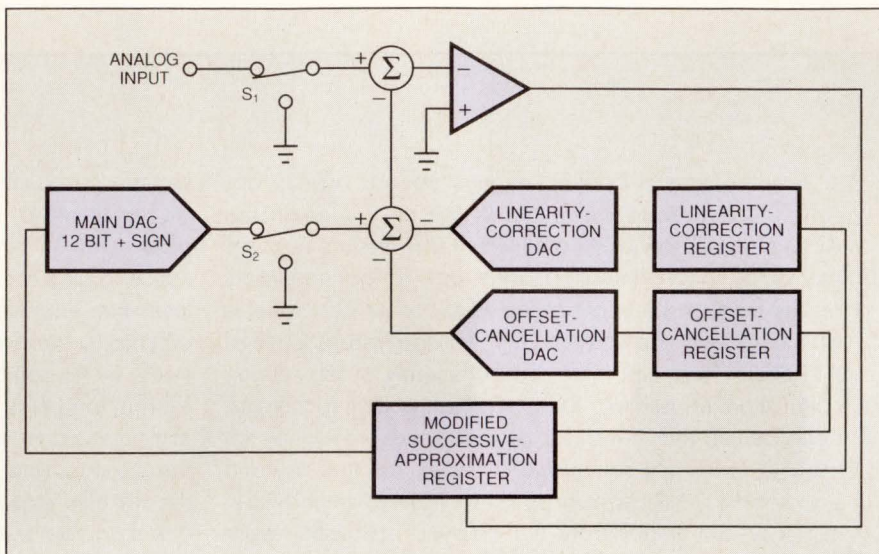 ANALOG
INPUT
S1
+
Σ
−
−
+
MAIN DAC
12 BIT + SIGN
S2
+
Σ
−
−
LINEARITY-
CORRECTION
DAC
LINEARITY-
CORRECTION
REGISTER
OFFSET-
CANCELLATION
DAC
OFFSET-
CANCELLATION
REGISTER
MODIFIED
SUCCESSIVE-
APPROXIMATION
REGISTER